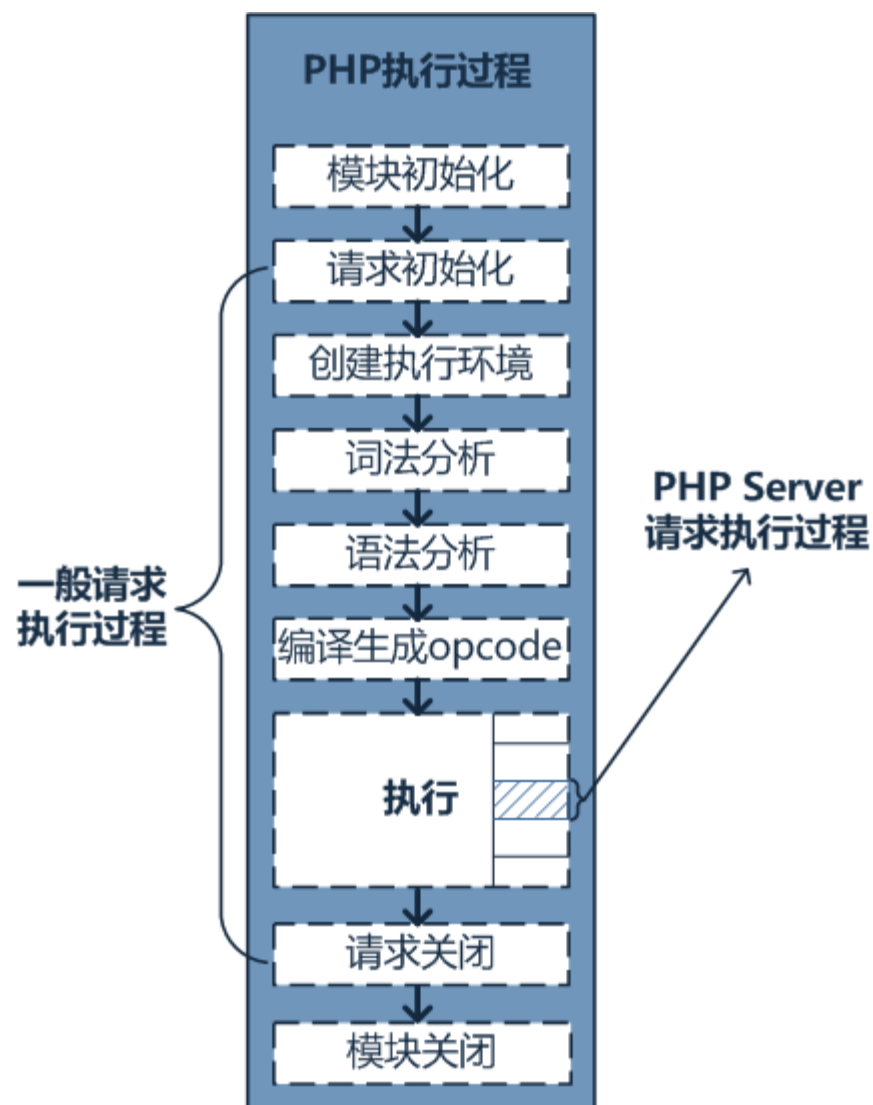 PHP执行过程
模块初始化
请求初始化
创建执行环境
词法分析
语法分析
编译生成opcode
执行
请求关闭
模块关闭
一般请求
执行过程
PHP Server
请求执行过程